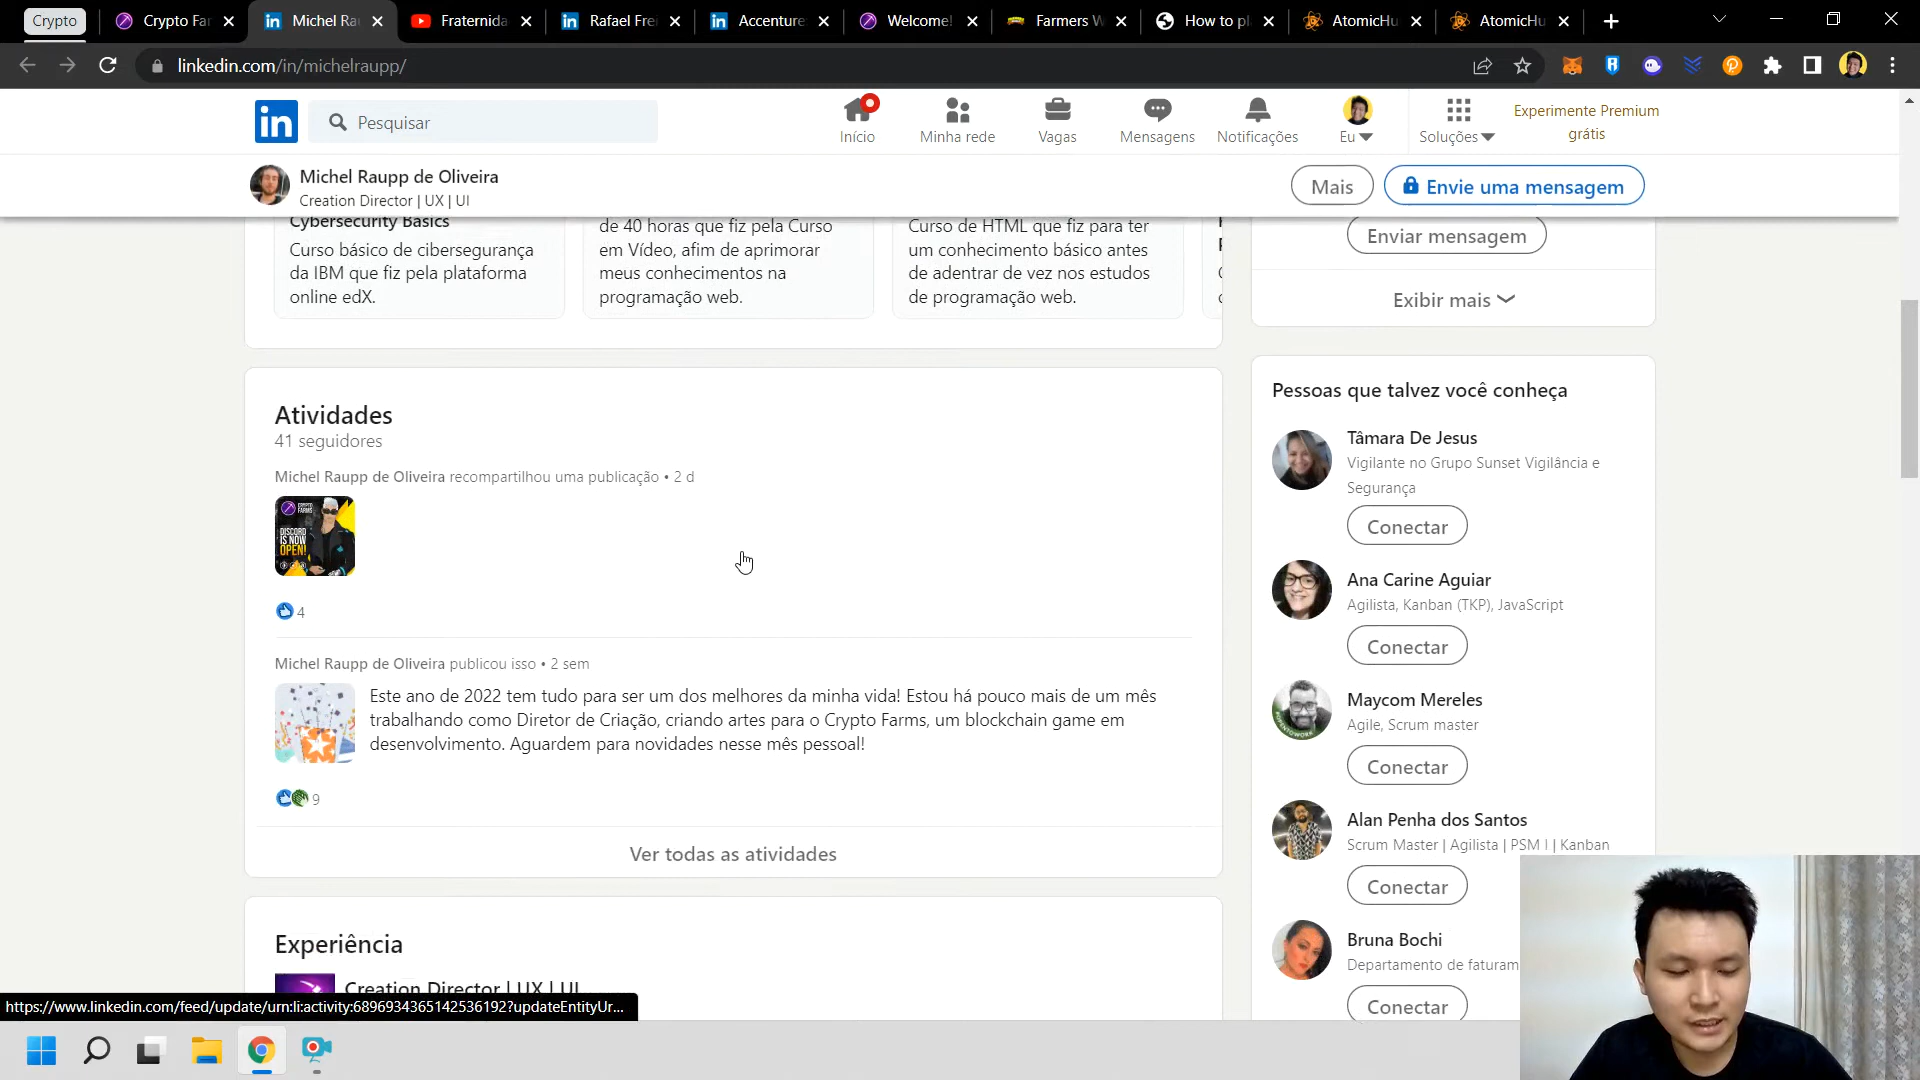 Crypto
Crypto Far
Michel Ra
Fraternida
Rafael Fre
Accenture
Welcome!
Farmers W
How to pl
AtomicHu
AtomicHu
linkedin.com/in/michelraupp/
in
Pesquisar
Início
Minha rede
Vagas
Mensagens
Notificações
Eu
Soluções
Experimente Premium
grátis
Michel Raupp de Oliveira
Creation Director | UX | UI
Mais
Envie uma mensagem
Cybersecurity Basics
Curso básico de cibersegurança
da IBM que fiz pela plataforma
online edX.
de 40 horas que fiz pela Curso
em Vídeo, afim de aprimorar
meus conhecimentos na
programação web.
Curso de HTML que fiz para ter
um conhecimento básico antes
de adentrar de vez nos estudos
de programação web.
Enviar mensagem
Exibir mais
Atividades
41 seguidores
Michel Raupp de Oliveira recompartilhou uma publicação • 2 d
CRYPTO
FARMS
DISCORD
IS NOW
OPEN!
4
Michel Raupp de Oliveira publicou isso • 2 sem
Este ano de 2022 tem tudo para ser um dos melhores da minha vida! Estou há pouco mais de um mês
trabalhando como Diretor de Criação, criando artes para o Crypto Farms, um blockchain game em
desenvolvimento. Aguardem para novidades nesse mês pessoal!
9
Ver todas as atividades
Experiência
Creation Director | UX | UI
Pessoas que talvez você conheça
Tâmara De Jesus
Vigilante no Grupo Sunset Vigilância e
Segurança
Conectar
Ana Carine Aguiar
Agilista, Kanban (TKP), JavaScript
Conectar
Maycom Mereles
Agile, Scrum master
Conectar
Alan Penha dos Santos
Scrum Master | Agilista | PSM I | Kanban
Conectar
Bruna Bochi
Departamento de faturam
Conectar
https://www.linkedin.com/feed/update/urn:li:activity:6896934365142536192?updateEntityUr...